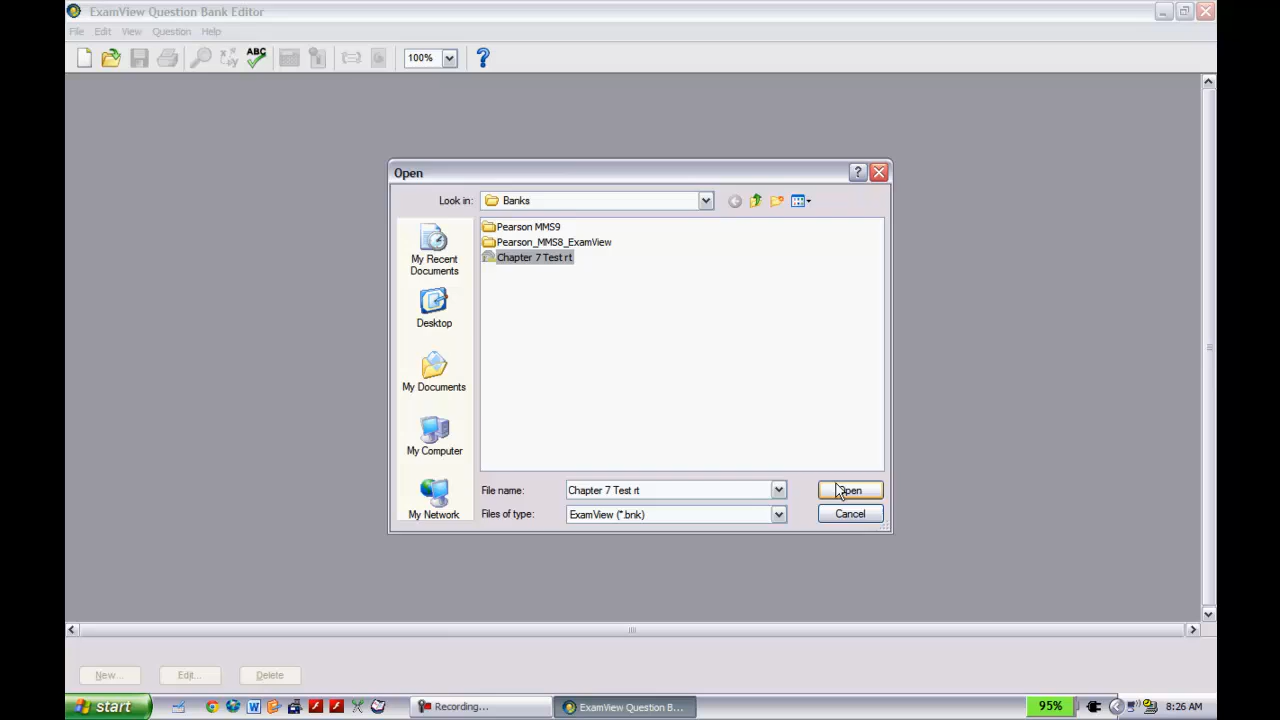 ExamView Question Bank Editor
File Edit View Question Help
ABC
100%
?
Open
?
Look in:
Banks
Pearson MMS9
Pearson_MMS8_ExamView
Chapter 7 Test rt
My Recent
Documents
Desktop
My Documents
My Computer
My Network
File name:
Chapter 7 Test rt
Open
Files of type:
ExamView (*.bnk)
Cancel
New...
Edit...
Delete
start
Recording...
ExamView Question B...
95%
8:26 AM